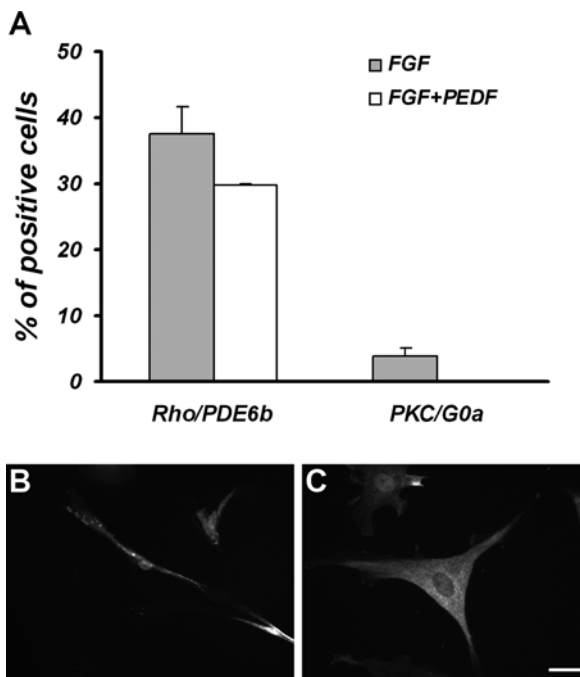 A
50
40
30
20
10
0
% of positive cells
FGF
FGF+PEDF
Rho/PDE6b
PKC/G0a
B
C